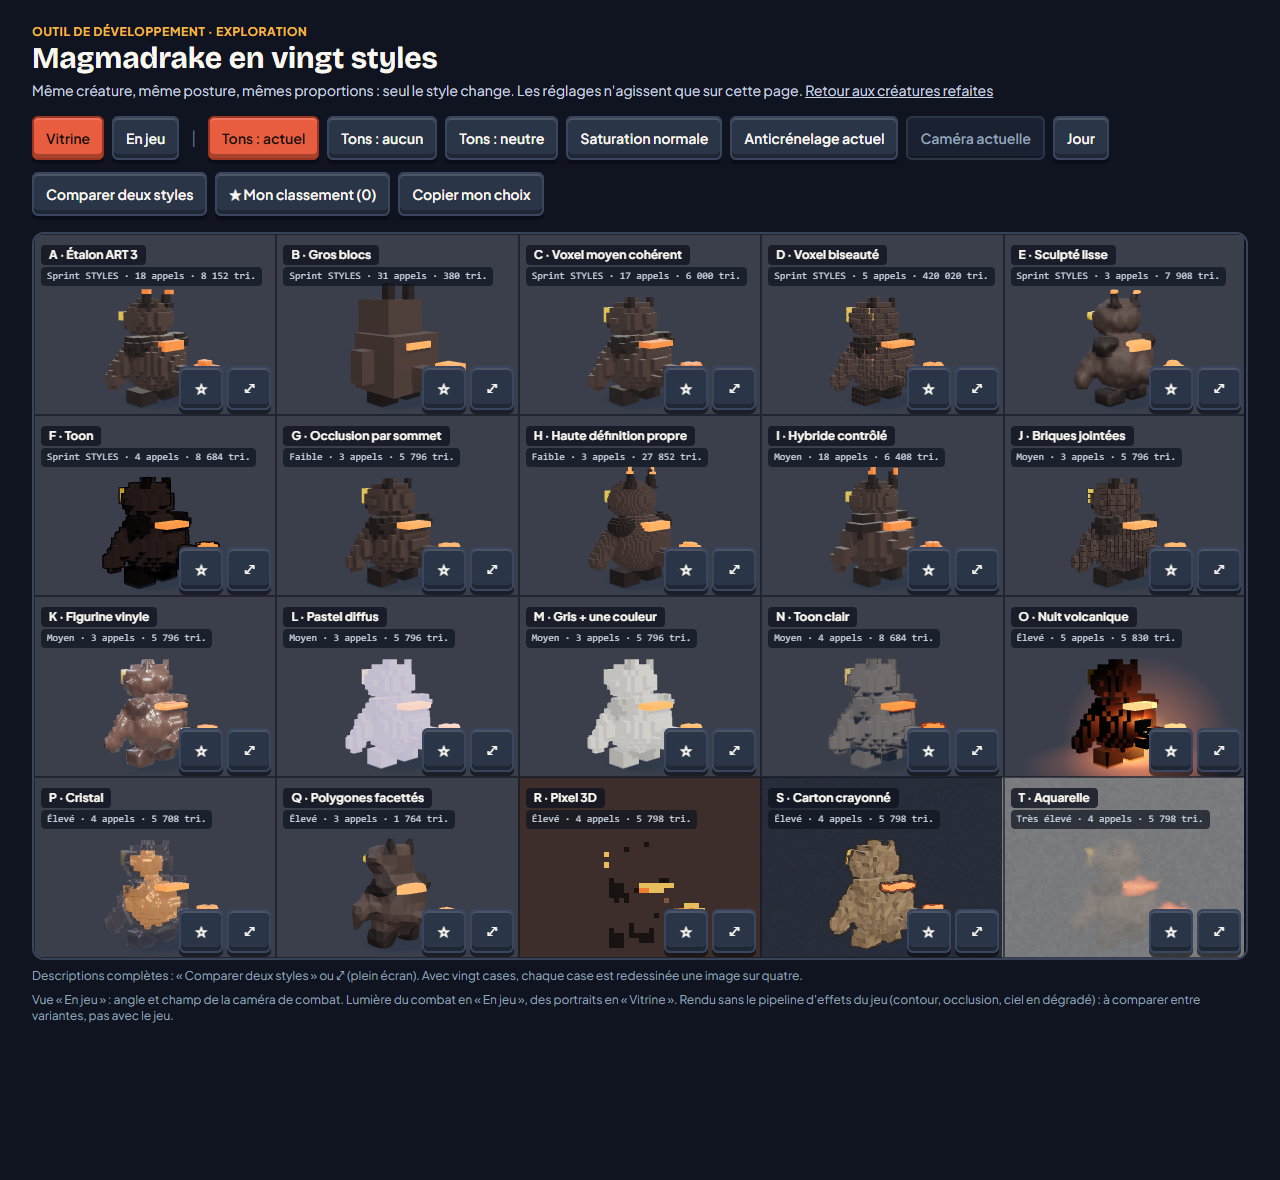 OUTIL DE DÉVELOPPEMENT · EXPLORATION
Magmadrake en vingt styles
Même créature, même posture, mêmes proportions : seul le style change. Les réglages n'agissent que sur cette page. Retour aux créatures refaites
Vitrine En jeu | Tons : actuel Tons : aucun Tons : neutre Saturation normale Anticrénelage actuel Caméra actuelle Jour
Comparer deux styles ★ Mon classement (0) Copier mon choix
A · Étalon ART 3 B · Gros blocs C · Voxel moyen cohérent D · Voxel biseauté E · Sculpté lisse
Sprint STYLES · 18 appels · 8 152 tri. Sprint STYLES · 31 appels · 380 tri. Sprint STYLES · 17 appels · 6 000 tri. Sprint STYLES · 5 appels · 420 020 tri. Sprint STYLES · 3 appels · 7 908 tri.
F · Toon G · Occlusion par sommet H · Haute définition propre I · Hybride contrôlé J · Briques jointées
Sprint STYLES · 4 appels · 8 684 tri. Faible · 3 appels · 5 796 tri. Faible · 3 appels · 27 852 tri. Moyen · 18 appels · 6 408 tri. Moyen · 3 appels · 5 796 tri.
K · Figurine vinyle L · Pastel diffus M · Gris + une couleur N · Toon clair O · Nuit volcanique
Moyen · 3 appels · 5 796 tri. Moyen · 3 appels · 5 796 tri. Moyen · 3 appels · 5 796 tri. Moyen · 4 appels · 8 684 tri. Élevé · 5 appels · 5 830 tri.
P · Cristal Q · Polygones facettés R · Pixel 3D S · Carton crayonné T · Aquarelle
Élevé · 4 appels · 5 708 tri. Élevé · 3 appels · 1 764 tri. Élevé · 4 appels · 5 798 tri. Élevé · 4 appels · 5 798 tri. Très élevé · 4 appels · 5 798 tri.
Descriptions complètes : « Comparer deux styles » ou ⤢ (plein écran). Avec vingt cases, chaque case est redessinée une image sur quatre.
Vue « En jeu » : angle et champ de la caméra de combat. Lumière du combat en « En jeu », des portraits en « Vitrine ». Rendu sans le pipeline d'effets du jeu (contour, occlusion, ciel en dégradé) : à comparer entre
variantes, pas avec le jeu.